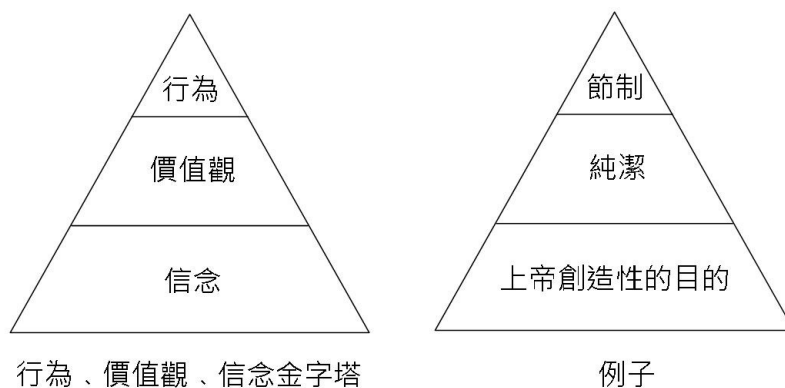 行為
價值觀
信念
行為、價值觀、信念金字塔
節制
純潔
上帝創造性的目的
例子